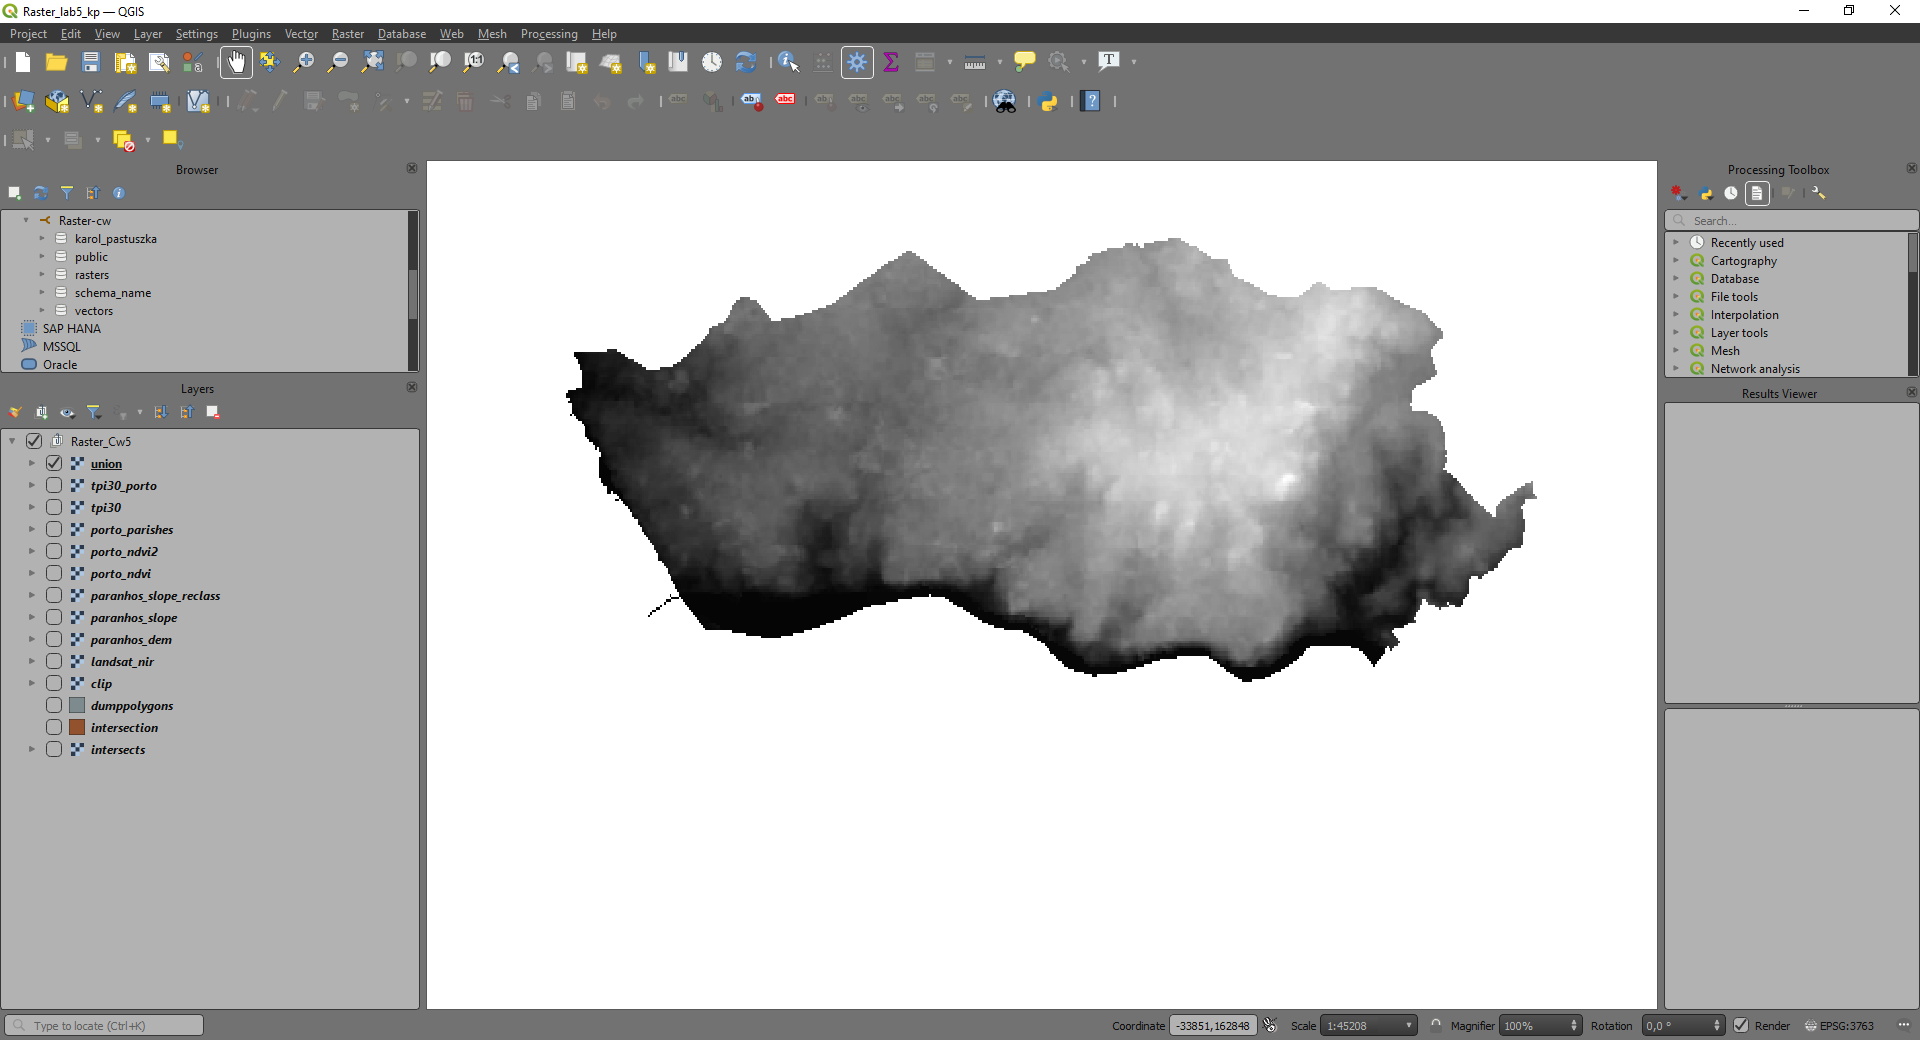 Raster_lab5_kp — QGIS
Project Edit View Layer Settings Plugins Vector Raster Database Web Mesh Processing Help
Browser
Raster-cw
karol_pastuszka
public
rasters
schema_name
vectors
SAP HANA
MSSQL
Oracle
Layers
Raster_Cw5
union
tpi30_porto
tpi30
porto_parishes
porto_ndvi2
porto_ndvi
paranhos_slope_reclass
paranhos_slope
paranhos_dem
landsat_nir
clip
dumppolygons
intersection
intersects
Processing Toolbox
Search...
Recently used
Cartography
Database
File tools
Interpolation
Layer tools
Mesh
Network analysis
Results Viewer
Type to locate (Ctrl+K)
Coordinate -33851,162848 Scale 1:45208 Magnifier 100% Rotation 0,0 ° Render EPSG:3763